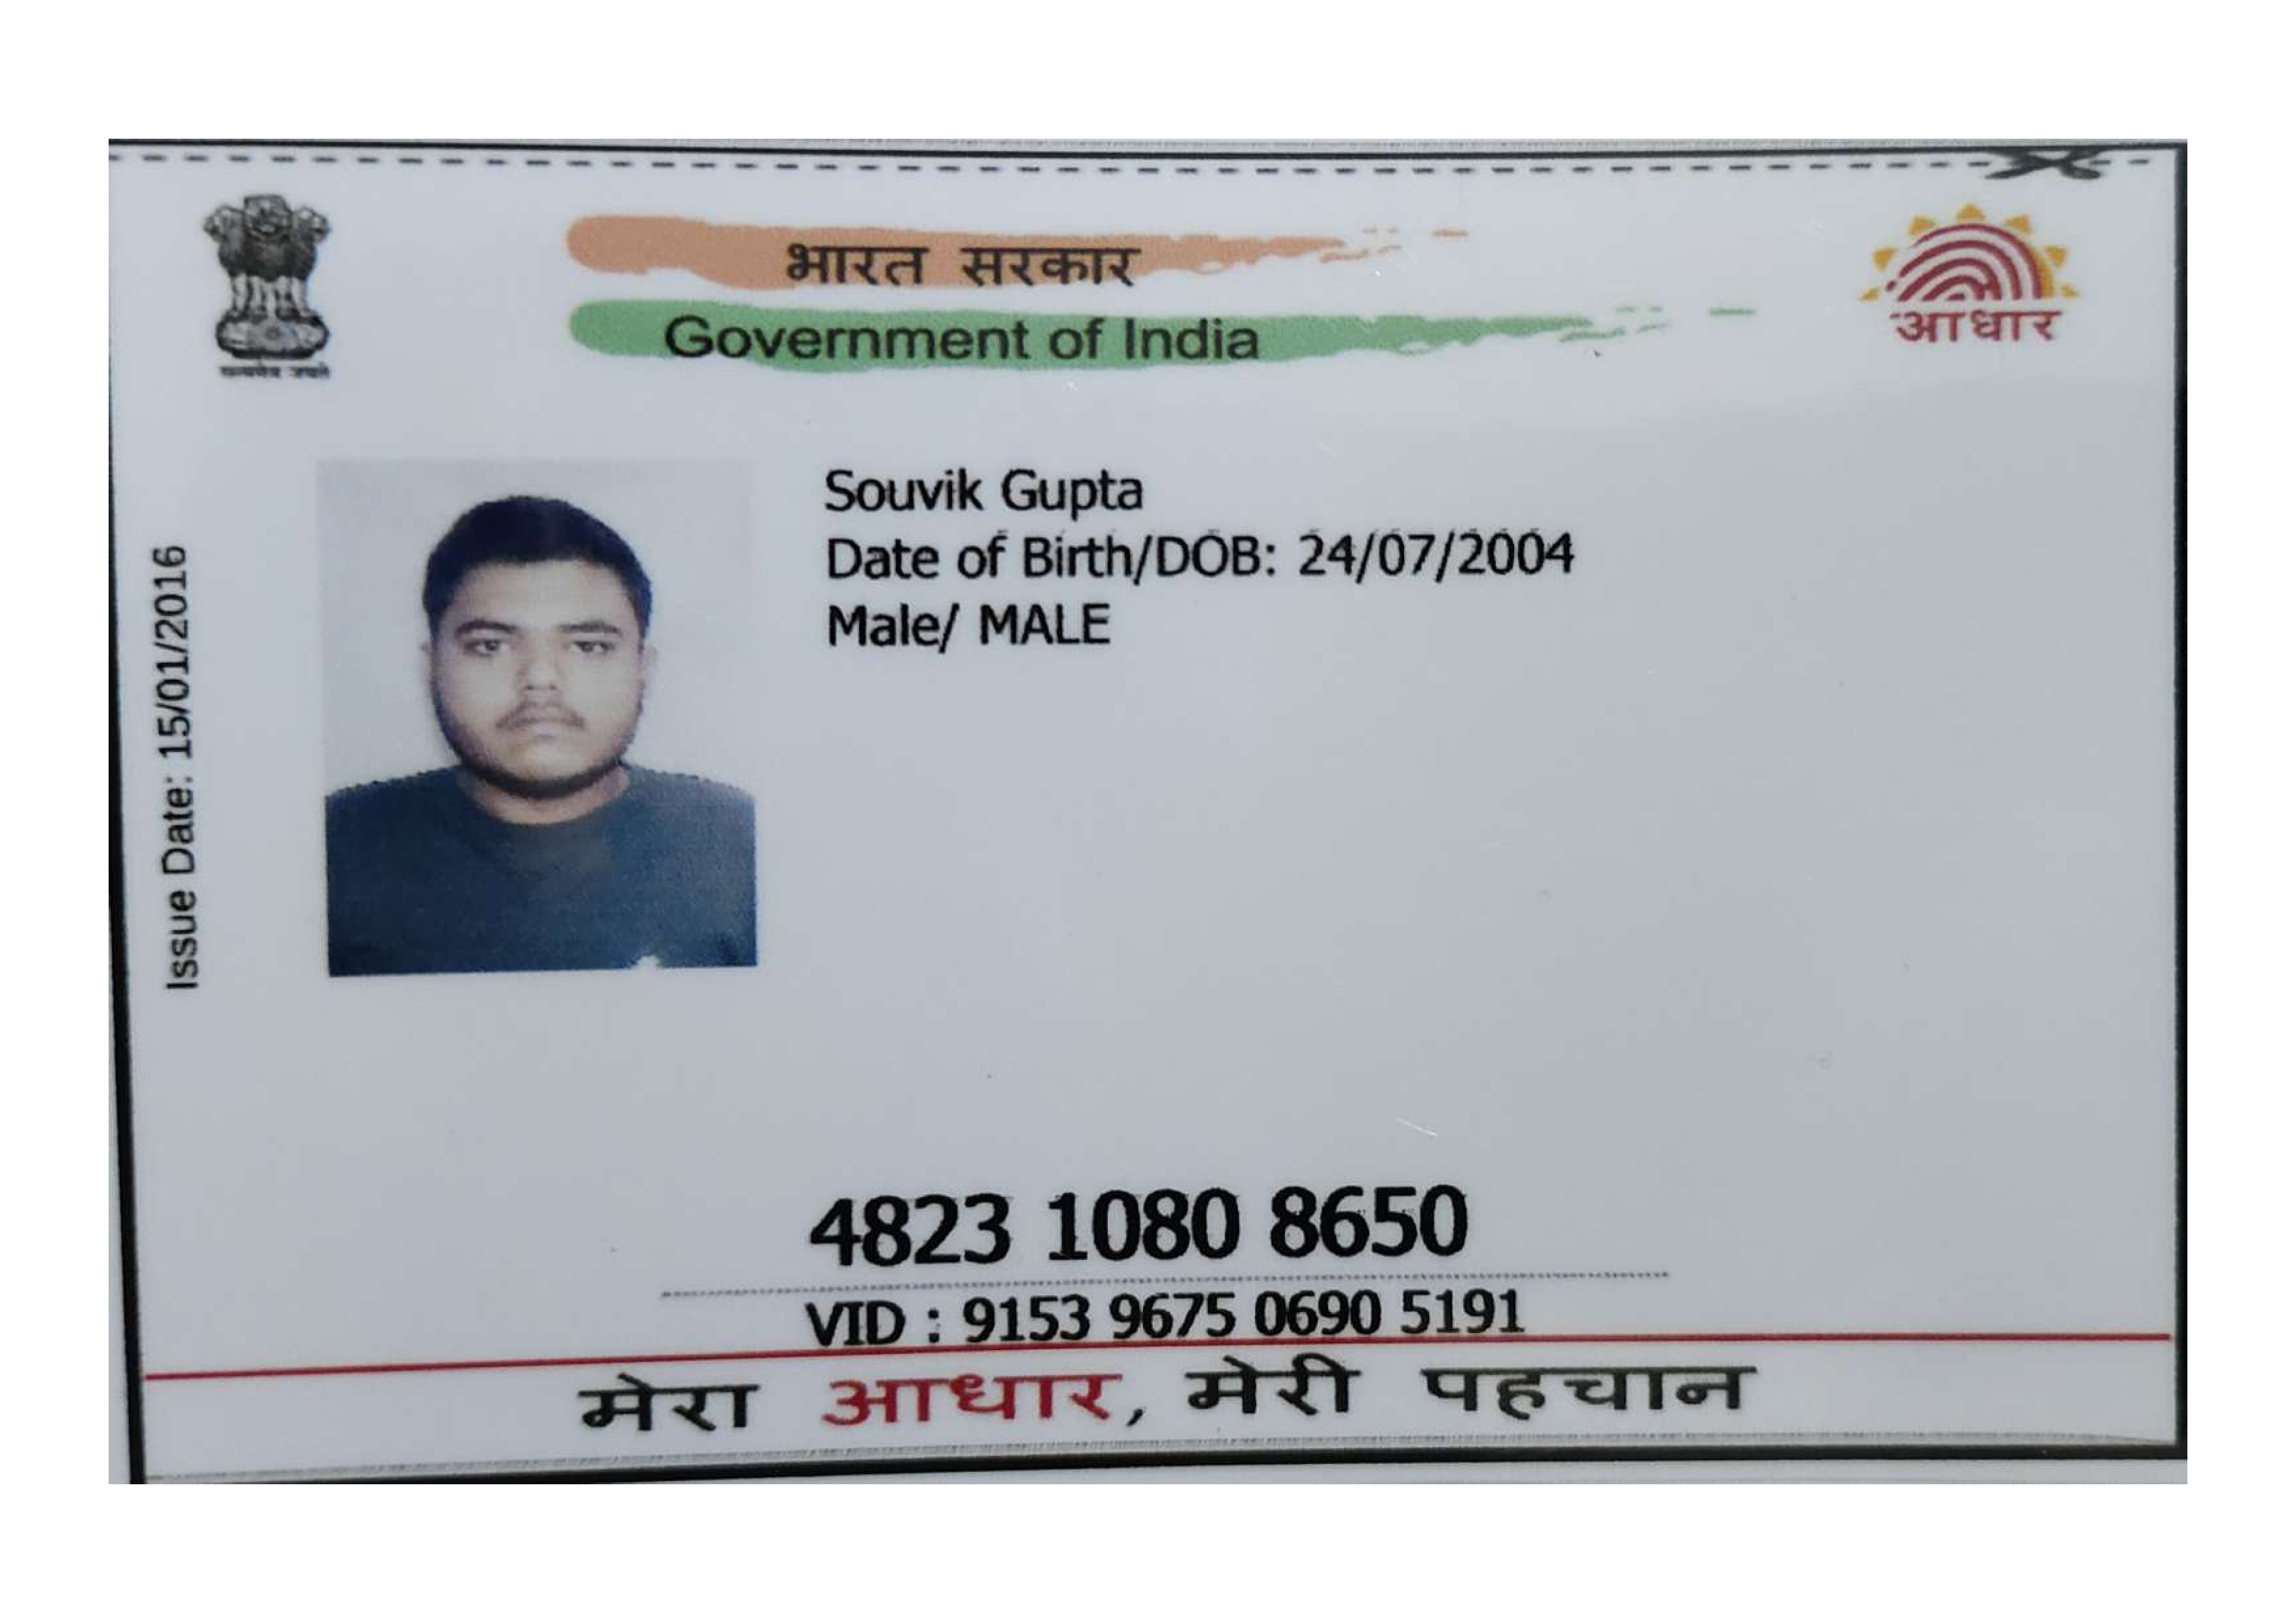 भारत सरकार
Government of India
आधार
सत्यमेव जयते
Issue Date: 15/01/2016
Souvik Gupta
Date of Birth/DOB: 24/07/2004
Male/ MALE
4823 1080 8650
VID : 9153 9675 0690 5191
मेरा आधार, मेरी पहचान